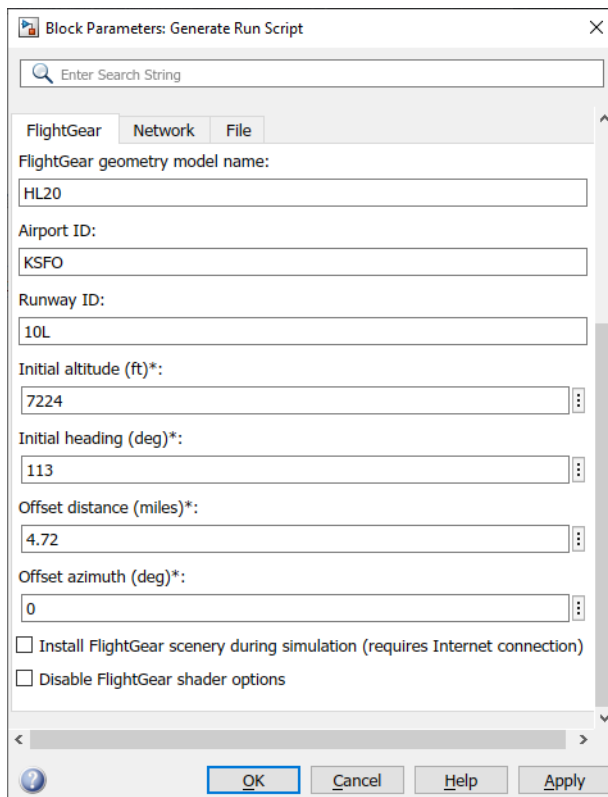 Block Parameters: Generate Run Script
Enter Search String
FlightGear Network File
FlightGear geometry model name:
HL20
Airport ID:
KSFO
Runway ID:
10L
Initial altitude (ft)*:
7224
Initial heading (deg)*:
113
Offset distance (miles)*:
4.72
Offset azimuth (deg)*:
0
Install FlightGear scenery during simulation (requires Internet connection)
Disable FlightGear shader options
OK Cancel Help Apply